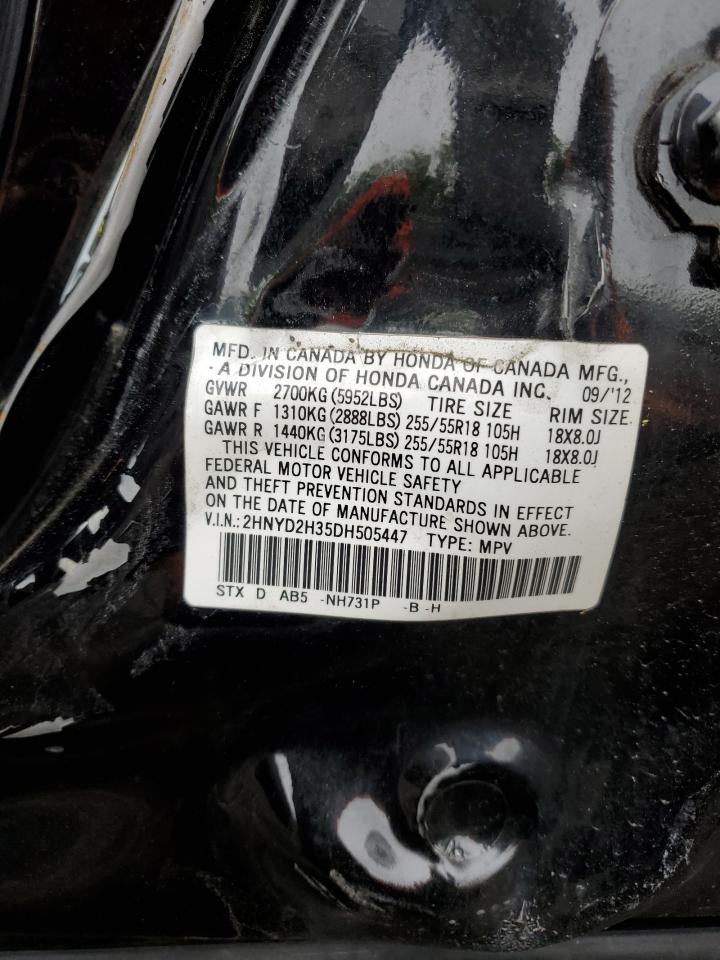 MFD. IN CANADA BY HONDA OF CANADA MFG.,
·A DIVISION OF HONDA CANADA INC. 09/'12
GVWR 2700KG (5952LBS) TIRE SIZE RIM SIZE
GAWR F 1310KG (2888LBS) 255/55R18 105H 18X8.0J
GAWR R 1440KG (3175LBS) 255/55R18 105H 18X8.0J
THIS VEHICLE CONFORMS TO ALL APPLICABLE
FEDERAL MOTOR VEHICLE SAFETY
AND THEFT PREVENTION STANDARDS IN EFFECT
ON THE DATE OF MANUFACTURE SHOWN ABOVE.
V.I.N.: 2HNYD2H35DH505447 TYPE: MPV
STX D AB5 -NH731P -B -H